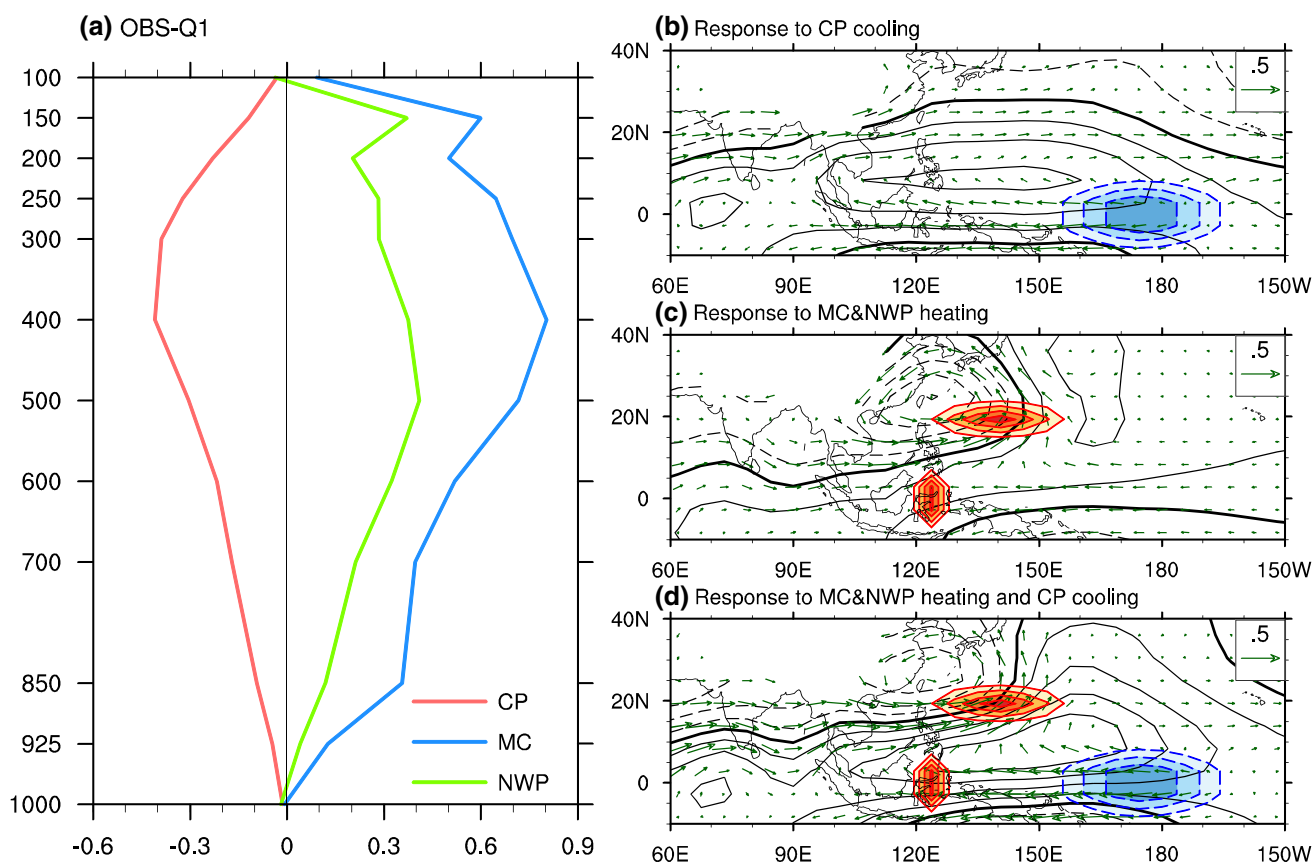 (a) OBS-Q1
100
150
200
250
300
400
500
600
700
850
925
1000
-0.6 -0.3 0 0.3 0.6 0.9
CP
MC
NWP
(b) Response to CP cooling
40N
20N
0
.5
60E 90E 120E 150E 180 150W
(c) Response to MC&NWP heating
40N
20N
0
.5
60E 90E 120E 150E 180 150W
(d) Response to MC&NWP heating and CP cooling
40N
20N
0
.5
60E 90E 120E 150E 180 150W